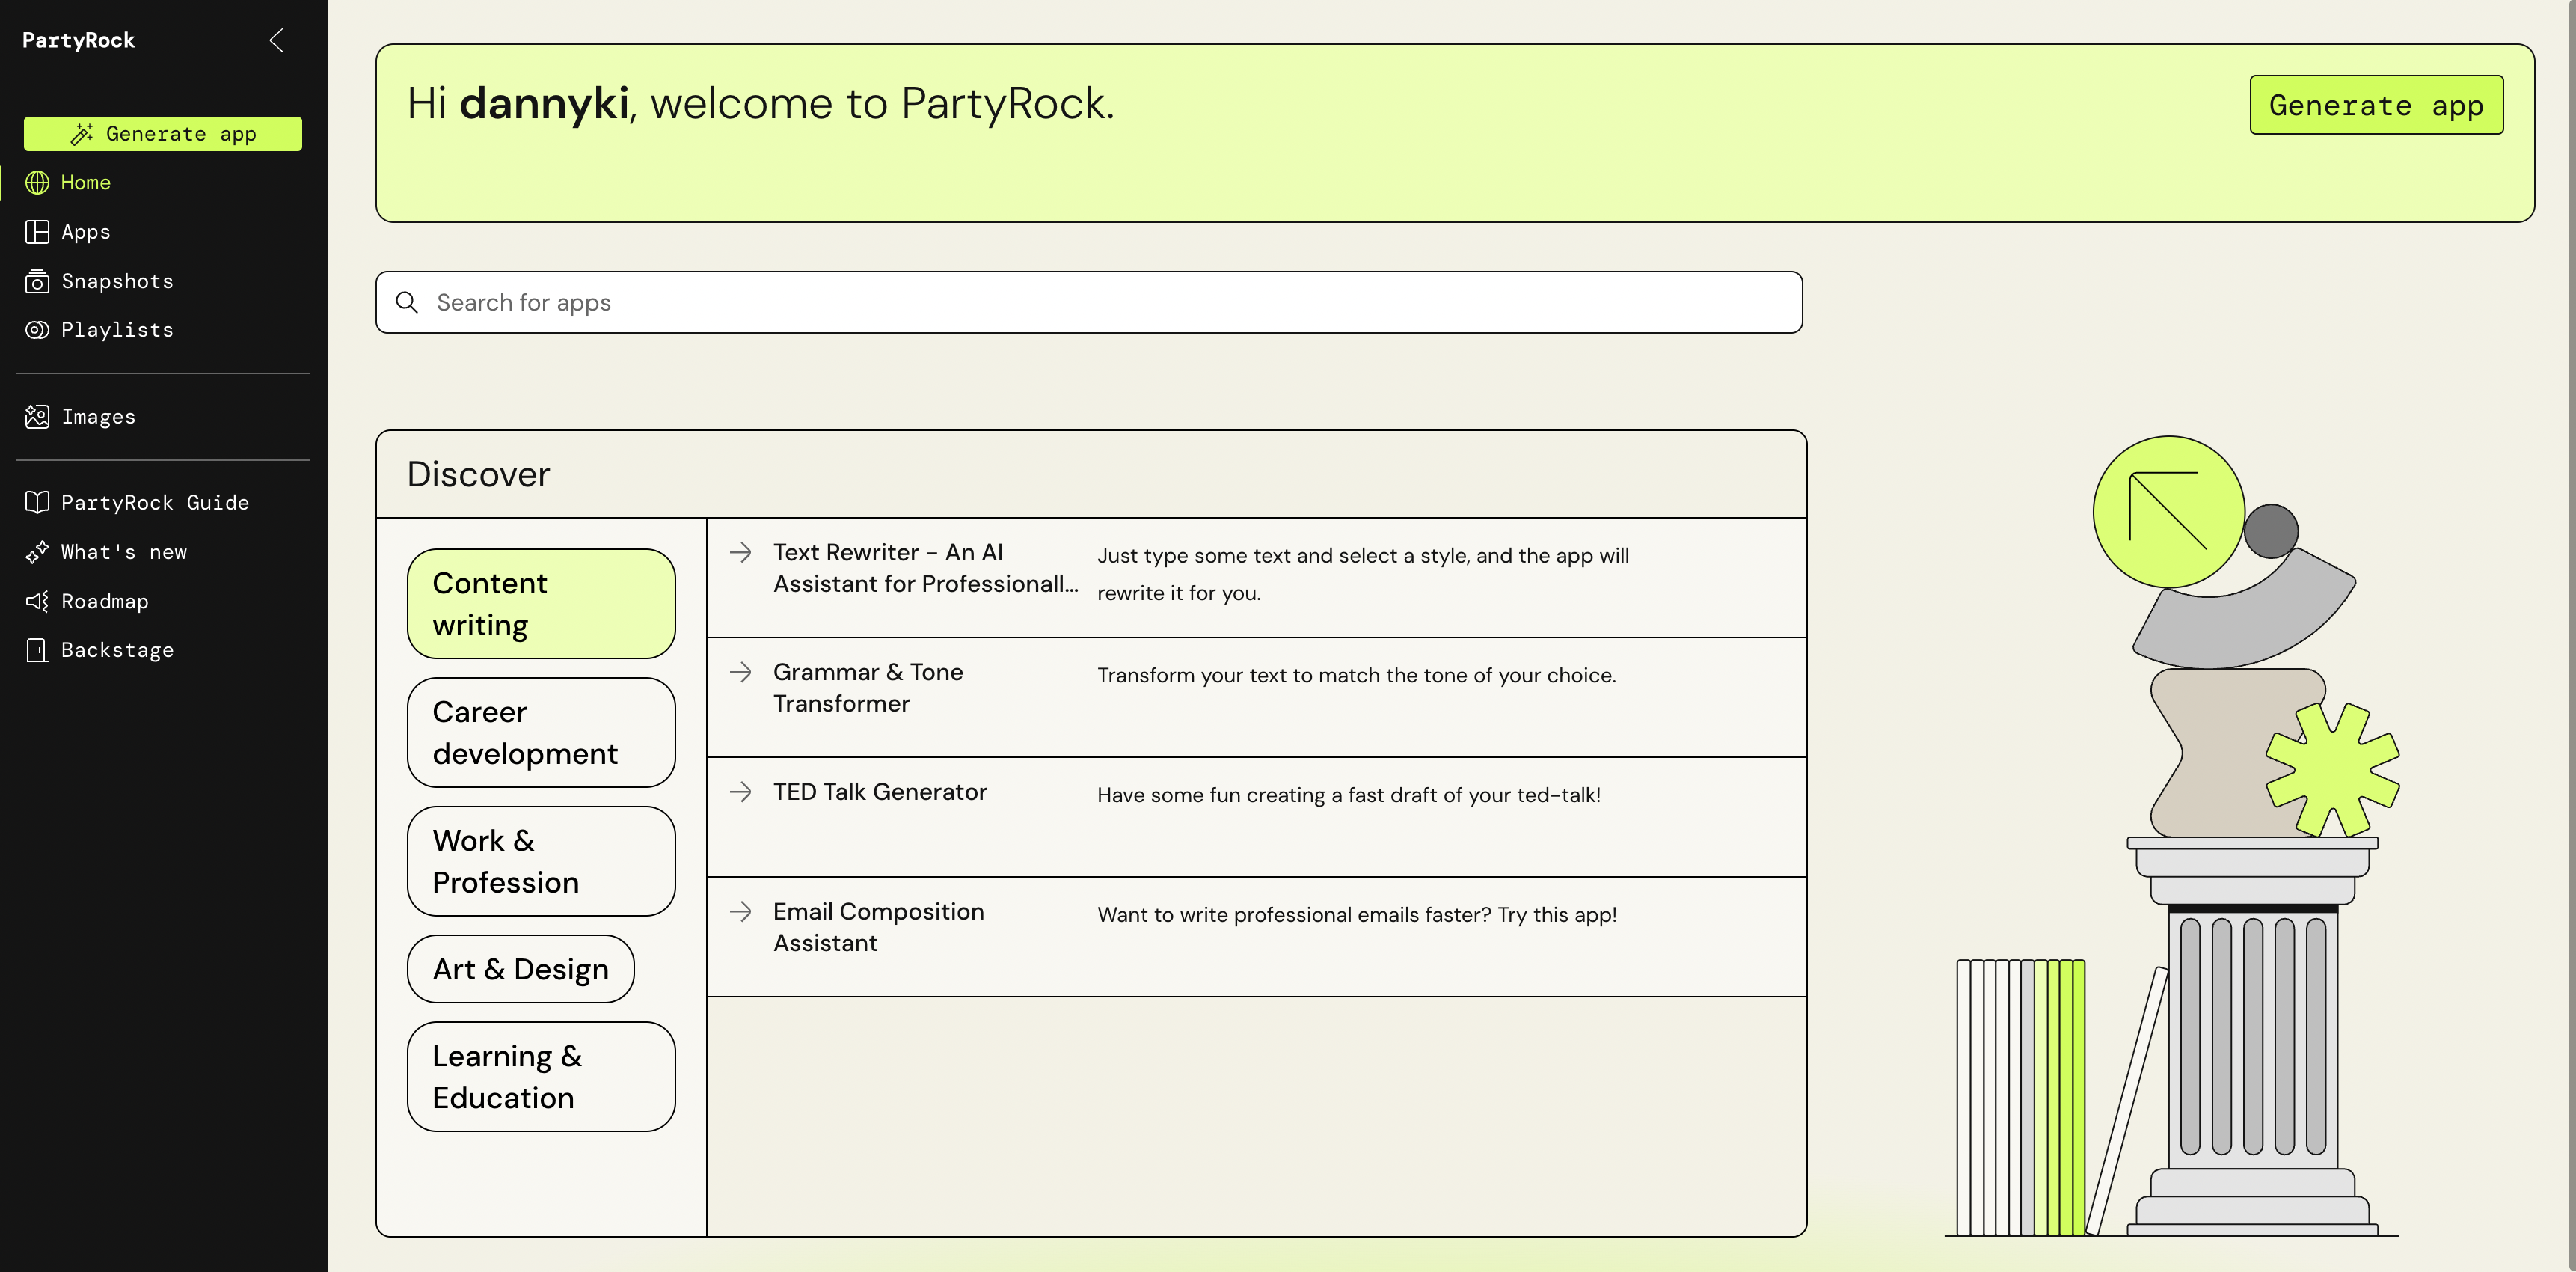 PartyRock
Generate app
Home
Apps
Snapshots
Playlists
Images
PartyRock Guide
What's new
Roadmap
Backstage
Hi dannyki, welcome to PartyRock.
Generate app
Search for apps
Discover
Content
writing
Career
development
Work &
Profession
Art & Design
Learning &
Education
Text Rewriter - An AI
Assistant for Professionall...
Just type some text and select a style, and the app will
rewrite it for you.
Grammar & Tone
Transformer
Transform your text to match the tone of your choice.
TED Talk Generator
Have some fun creating a fast draft of your ted-talk!
Email Composition
Assistant
Want to write professional emails faster? Try this app!